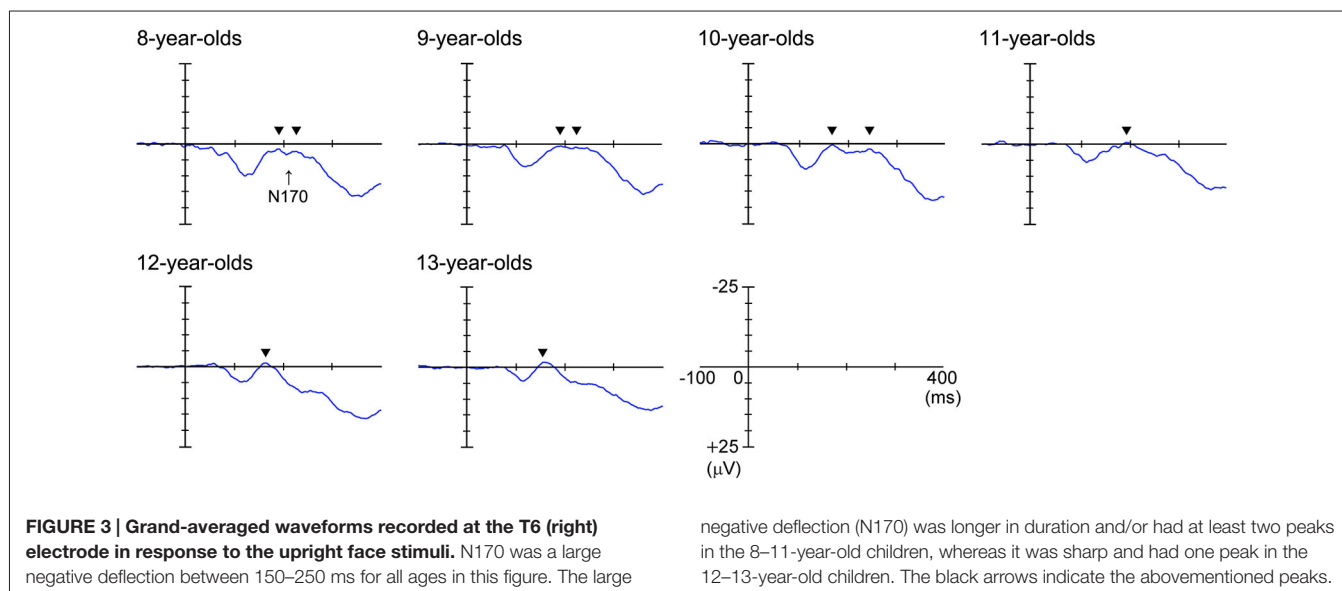 8-year-olds
9-year-olds
10-year-olds
11-year-olds
↑
N170
12-year-olds
13-year-olds
-25
-100 0 400
(ms)
+25
(μV)
FIGURE 3 | Grand-averaged waveforms recorded at the T6 (right)
electrode in response to the upright face stimuli. N170 was a large
negative deflection between 150–250 ms for all ages in this figure. The large
negative deflection (N170) was longer in duration and/or had at least two peaks
in the 8–11-year-old children, whereas it was sharp and had one peak in the
12–13-year-old children. The black arrows indicate the abovementioned peaks.